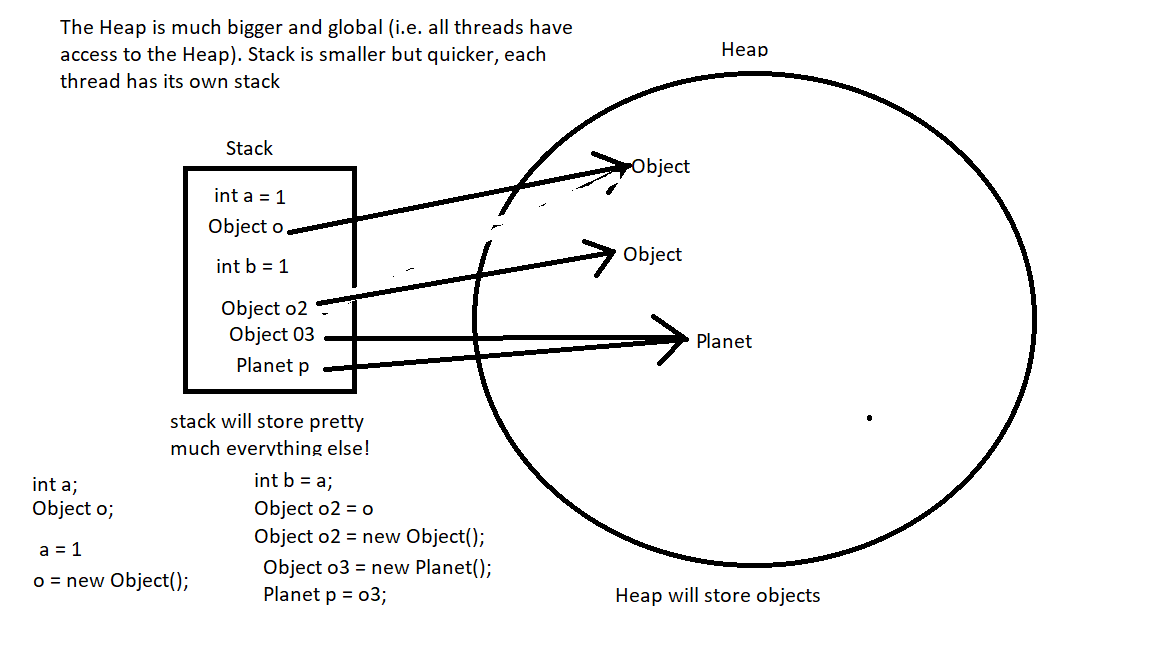 The Heap is much bigger and global (i.e. all threads have
access to the Heap). Stack is smaller but quicker, each
thread has its own stack
Heap
Stack
int a = 1
Object o
int b = 1
Object o2
Object 03
Planet p
Object
Object
Planet
stack will store pretty
much everything else!
int a;
Object o;
a = 1
o = new Object();
int b = a;
Object o2 = o
Object o2 = new Object();
Object o3 = new Planet();
Planet p = o3;
Heap will store objects